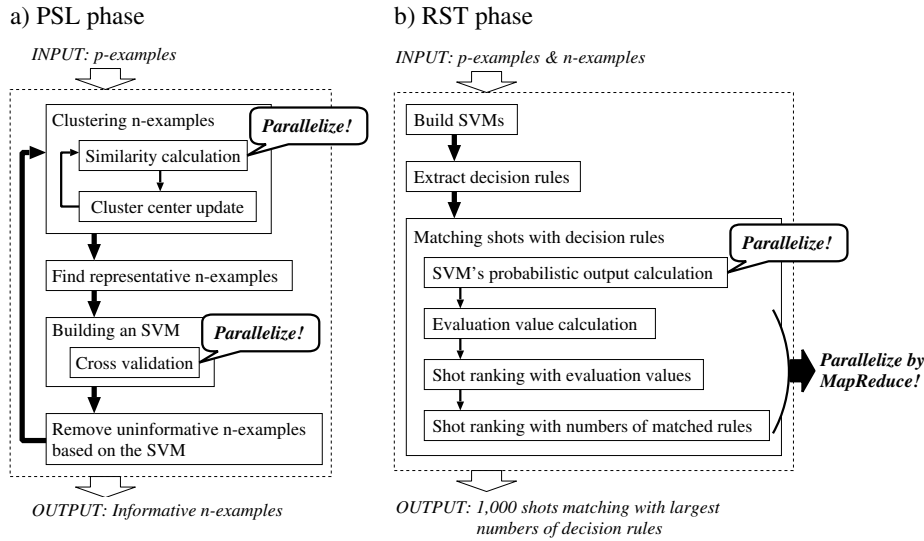 a) PSL phase
INPUT: p-examples
Clustering n-examples
Parallelize!
Similarity calculation
Cluster center update
Find representative n-examples
Building an SVM
Parallelize!
Cross validation
Remove uninformative n-examples
based on the SVM
OUTPUT: Informative n-examples
b) RST phase
INPUT: p-examples & n-examples
Build SVMs
Extract decision rules
Matching shots with decision rules
Parallelize!
SVM's probabilistic output calculation
Evaluation value calculation
Shot ranking with evaluation values
Shot ranking with numbers of matched rules
Parallelize by
MapReduce!
OUTPUT: 1,000 shots matching with largest
numbers of decision rules